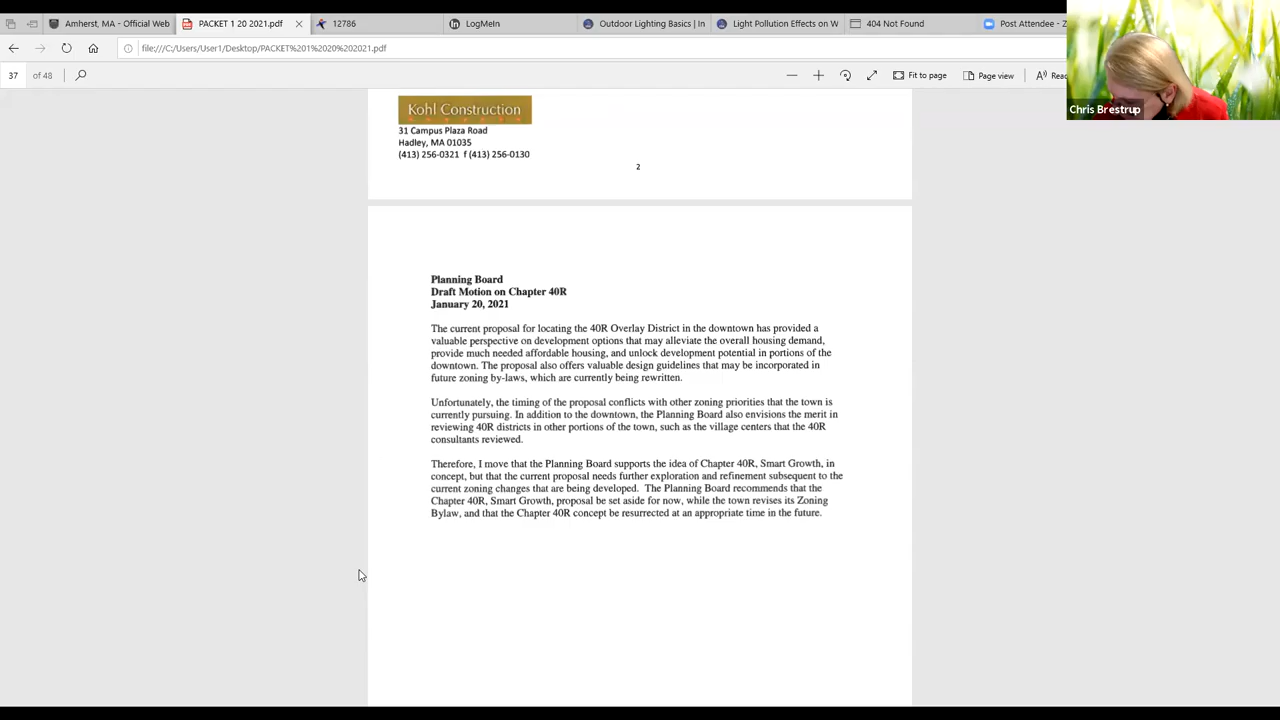 Amherst, MA - Official Web
PACKET 1 20 2021.pdf
12786
LogMeIn
Outdoor Lighting Basics | In
Light Pollution Effects on W
404 Not Found
Post Attendee - Z
file:///C:/Users/User1/Desktop/PACKET%201%2020%202021.pdf
37 of 48
Fit to page
Page view
Rea
Chris Brestrup
Kohl Construction
31 Campus Plaza Road
Hadley, MA 01035
(413) 256-0321 f (413) 256-0130
2
Planning Board
Draft Motion on Chapter 40R
January 20, 2021
The current proposal for locating the 40R Overlay District in the downtown has provided a
valuable perspective on development options that may alleviate the overall housing demand,
provide much needed affordable housing, and unlock development potential in portions of the
downtown. The proposal also offers valuable design guidelines that may be incorporated in
future zoning by-laws, which are currently being rewritten.
Unfortunately, the timing of the proposal conflicts with other zoning priorities that the town is
currently pursuing. In addition to the downtown, the Planning Board also envisions the merit in
reviewing 40R districts in other portions of the town, such as the village centers that the 40R
consultants reviewed.
Therefore, I move that the Planning Board supports the idea of Chapter 40R, Smart Growth, in
concept, but that the current proposal needs further exploration and refinement subsequent to the
current zoning changes that are being developed. The Planning Board recommends that the
Chapter 40R, Smart Growth, proposal be set aside for now, while the town revises its Zoning
Bylaw, and that the Chapter 40R concept be resurrected at an appropriate time in the future.